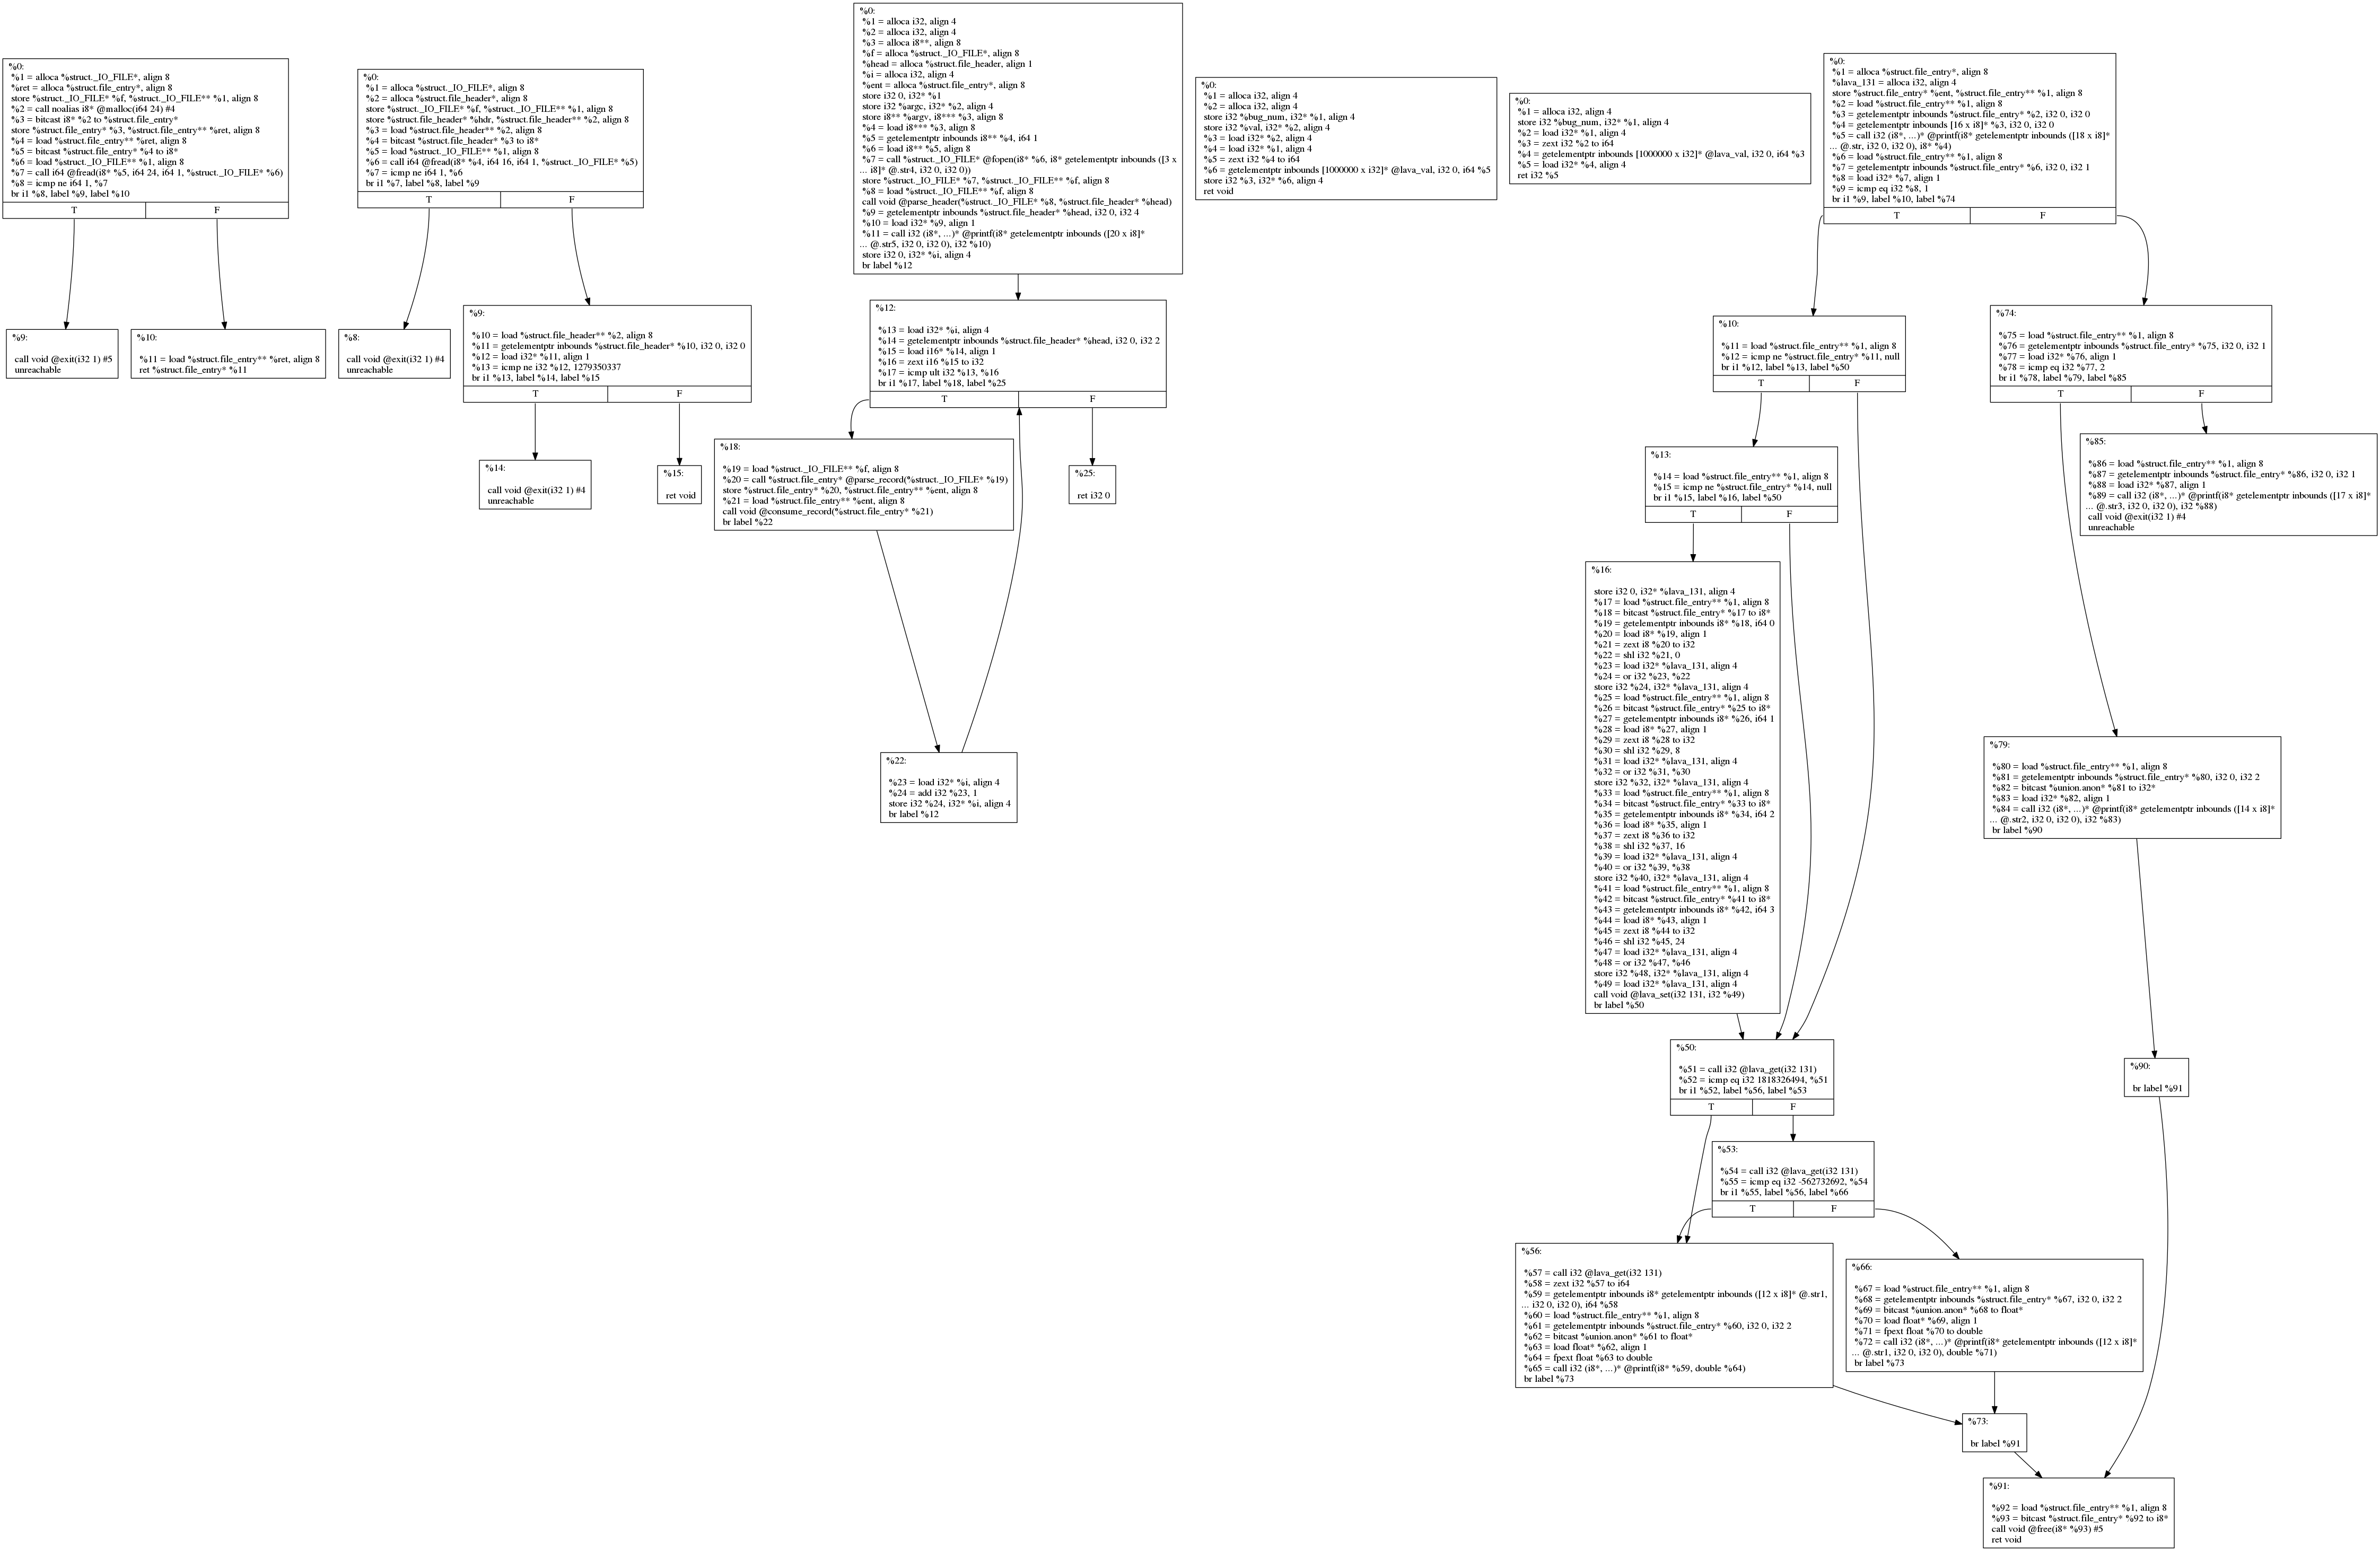 %0:
%1 = alloca %struct._IO_FILE*, align 8
%ret = alloca %struct.file_entry*, align 8
store %struct._IO_FILE* %f, %struct._IO_FILE** %1, align 8
%2 = call noalias i8* @malloc(i64 24) #4
%3 = bitcast i8* %2 to %struct.file_entry*
store %struct.file_entry* %3, %struct.file_entry** %ret, align 8
%4 = load %struct.file_entry** %ret, align 8
%5 = bitcast %struct.file_entry* %4 to i8*
%6 = load %struct._IO_FILE** %1, align 8
%7 = call i64 @fread(i8* %5, i64 24, i64 1, %struct._IO_FILE* %6)
%8 = icmp ne i64 1, %7
br i1 %8, label %9, label %10
T
F
%9:
call void @exit(i32 1) #5
unreachable
%10:
%11 = load %struct.file_entry** %ret, align 8
ret %struct.file_entry* %11
%0:
%1 = alloca %struct._IO_FILE*, align 8
%2 = alloca %struct.file_header*, align 8
store %struct._IO_FILE* %f, %struct._IO_FILE** %1, align 8
store %struct.file_header* %hdr, %struct.file_header** %2, align 8
%3 = load %struct.file_header** %2, align 8
%4 = bitcast %struct.file_header* %3 to i8*
%5 = load %struct._IO_FILE** %1, align 8
%6 = call i64 @fread(i8* %4, i64 16, i64 1, %struct._IO_FILE* %5)
%7 = icmp ne i64 1, %6
br i1 %7, label %8, label %9
T
F
%8:
call void @exit(i32 1) #4
unreachable
%9:
%10 = load %struct.file_header** %2, align 8
%11 = getelementptr inbounds %struct.file_header* %10, i32 0, i32 0
%12 = load i32* %11, align 1
%13 = icmp ne i32 %12, 1279350337
br i1 %13, label %14, label %15
T
F
%14:
call void @exit(i32 1) #4
unreachable
%15:
ret void
%0:
%1 = alloca i32, align 4
%2 = alloca i32, align 4
%3 = alloca i8**, align 8
%f = alloca %struct._IO_FILE*, align 8
%head = alloca %struct.file_header, align 1
%i = alloca i32, align 4
%ent = alloca %struct.file_entry*, align 8
store i32 0, i32* %1
store i32 %argc, i32* %2, align 4
store i8** %argv, i8*** %3, align 8
%4 = load i8*** %3, align 8
%5 = getelementptr inbounds i8** %4, i64 1
%6 = load i8** %5, align 8
%7 = call %struct._IO_FILE* @fopen(i8* %6, i8* getelementptr inbounds ([3 x
... i8]* @.str4, i32 0, i32 0))
store %struct._IO_FILE* %7, %struct._IO_FILE** %f, align 8
%8 = load %struct._IO_FILE** %f, align 8
call void @parse_header(%struct._IO_FILE* %8, %struct.file_header* %head)
%9 = getelementptr inbounds %struct.file_header* %head, i32 0, i32 4
%10 = load i32* %9, align 1
%11 = call i32 (i8*, ...)* @printf(i8* getelementptr inbounds ([20 x i8]*
... @.str5, i32 0, i32 0), i32 %10)
store i32 0, i32* %i, align 4
br label %12
%12:
%13 = load i32* %i, align 4
%14 = getelementptr inbounds %struct.file_header* %head, i32 0, i32 2
%15 = load i16* %14, align 1
%16 = zext i16 %15 to i32
%17 = icmp ult i32 %13, %16
br i1 %17, label %18, label %25
T
F
%18:
%19 = load %struct._IO_FILE** %f, align 8
%20 = call %struct.file_entry* @parse_record(%struct._IO_FILE* %19)
store %struct.file_entry* %20, %struct.file_entry** %ent, align 8
%21 = load %struct.file_entry** %ent, align 8
call void @consume_record(%struct.file_entry* %21)
br label %22
%25:
ret i32 0
%22:
%23 = load i32* %i, align 4
%24 = add i32 %23, 1
store i32 %24, i32* %i, align 4
br label %12
%0:
%1 = alloca i32, align 4
%2 = alloca i32, align 4
store i32 %bug_num, i32* %1, align 4
store i32 %val, i32* %2, align 4
%3 = load i32* %2, align 4
%4 = load i32* %1, align 4
%5 = zext i32 %4 to i64
%6 = getelementptr inbounds [1000000 x i32]* @lava_val, i32 0, i64 %5
store i32 %3, i32* %6, align 4
ret void
%0:
%1 = alloca i32, align 4
store i32 %bug_num, i32* %1, align 4
%2 = load i32* %1, align 4
%3 = zext i32 %2 to i64
%4 = getelementptr inbounds [1000000 x i32]* @lava_val, i32 0, i64 %3
%5 = load i32* %4, align 4
ret i32 %5
%0:
%1 = alloca %struct.file_entry*, align 8
%lava_131 = alloca i32, align 4
store %struct.file_entry* %ent, %struct.file_entry** %1, align 8
%2 = load %struct.file_entry** %1, align 8
%3 = getelementptr inbounds %struct.file_entry* %2, i32 0, i32 0
%4 = getelementptr inbounds [16 x i8]* %3, i32 0, i32 0
%5 = call i32 (i8*, ...)* @printf(i8* getelementptr inbounds ([18 x i8]*
... @.str, i32 0, i32 0), i8* %4)
%6 = load %struct.file_entry** %1, align 8
%7 = getelementptr inbounds %struct.file_entry* %6, i32 0, i32 1
%8 = load i32* %7, align 1
%9 = icmp eq i32 %8, 1
br i1 %9, label %10, label %74
T
F
%10:
%11 = load %struct.file_entry** %1, align 8
%12 = icmp ne %struct.file_entry* %11, null
br i1 %12, label %13, label %50
T
F
%13:
%14 = load %struct.file_entry** %1, align 8
%15 = icmp ne %struct.file_entry* %14, null
br i1 %15, label %16, label %50
T
F
%16:
store i32 0, i32* %lava_131, align 4
%17 = load %struct.file_entry** %1, align 8
%18 = bitcast %struct.file_entry* %17 to i8*
%19 = getelementptr inbounds i8* %18, i64 0
%20 = load i8* %19, align 1
%21 = zext i8 %20 to i32
%22 = shl i32 %21, 0
%23 = load i32* %lava_131, align 4
%24 = or i32 %23, %22
store i32 %24, i32* %lava_131, align 4
%25 = load %struct.file_entry** %1, align 8
%26 = bitcast %struct.file_entry* %25 to i8*
%27 = getelementptr inbounds i8* %26, i64 1
%28 = load i8* %27, align 1
%29 = zext i8 %28 to i32
%30 = shl i32 %29, 8
%31 = load i32* %lava_131, align 4
%32 = or i32 %31, %30
store i32 %32, i32* %lava_131, align 4
%33 = load %struct.file_entry** %1, align 8
%34 = bitcast %struct.file_entry* %33 to i8*
%35 = getelementptr inbounds i8* %34, i64 2
%36 = load i8* %35, align 1
%37 = zext i8 %36 to i32
%38 = shl i32 %37, 16
%39 = load i32* %lava_131, align 4
%40 = or i32 %39, %38
store i32 %40, i32* %lava_131, align 4
%41 = load %struct.file_entry** %1, align 8
%42 = bitcast %struct.file_entry* %41 to i8*
%43 = getelementptr inbounds i8* %42, i64 3
%44 = load i8* %43, align 1
%45 = zext i8 %44 to i32
%46 = shl i32 %45, 24
%47 = load i32* %lava_131, align 4
%48 = or i32 %47, %46
store i32 %48, i32* %lava_131, align 4
%49 = load i32* %lava_131, align 4
call void @lava_set(i32 131, i32 %49)
br label %50
%50:
%51 = call i32 @lava_get(i32 131)
%52 = icmp eq i32 1818326494, %51
br i1 %52, label %56, label %53
T
F
%53:
%54 = call i32 @lava_get(i32 131)
%55 = icmp eq i32 -562732692, %54
br i1 %55, label %56, label %66
T
F
%56:
%57 = call i32 @lava_get(i32 131)
%58 = zext i32 %57 to i64
%59 = getelementptr inbounds i8* getelementptr inbounds ([12 x i8]* @.str1,
... i32 0, i32 0), i64 %58
%60 = load %struct.file_entry** %1, align 8
%61 = getelementptr inbounds %struct.file_entry* %60, i32 0, i32 2
%62 = bitcast %union.anon* %61 to float*
%63 = load float* %62, align 1
%64 = fpext float %63 to double
%65 = call i32 (i8*, ...)* @printf(i8* %59, double %64)
br label %73
%66:
%67 = load %struct.file_entry** %1, align 8
%68 = getelementptr inbounds %struct.file_entry* %67, i32 0, i32 2
%69 = bitcast %union.anon* %68 to float*
%70 = load float* %69, align 1
%71 = fpext float %70 to double
%72 = call i32 (i8*, ...)* @printf(i8* getelementptr inbounds ([12 x i8]*
... @.str1, i32 0, i32 0), double %71)
br label %73
%73:
br label %91
%74:
%75 = load %struct.file_entry** %1, align 8
%76 = getelementptr inbounds %struct.file_entry* %75, i32 0, i32 1
%77 = load i32* %76, align 1
%78 = icmp eq i32 %77, 2
br i1 %78, label %79, label %85
T
F
%85:
%86 = load %struct.file_entry** %1, align 8
%87 = getelementptr inbounds %struct.file_entry* %86, i32 0, i32 1
%88 = load i32* %87, align 1
%89 = call i32 (i8*, ...)* @printf(i8* getelementptr inbounds ([17 x i8]*
... @.str3, i32 0, i32 0), i32 %88)
call void @exit(i32 1) #4
unreachable
%79:
%80 = load %struct.file_entry** %1, align 8
%81 = getelementptr inbounds %struct.file_entry* %80, i32 0, i32 2
%82 = bitcast %union.anon* %81 to i32*
%83 = load i32* %82, align 1
%84 = call i32 (i8*, ...)* @printf(i8* getelementptr inbounds ([14 x i8]*
... @.str2, i32 0, i32 0), i32 %83)
br label %90
%90:
br label %91
%91:
%92 = load %struct.file_entry** %1, align 8
%93 = bitcast %struct.file_entry* %92 to i8*
call void @free(i8* %93) #5
ret void